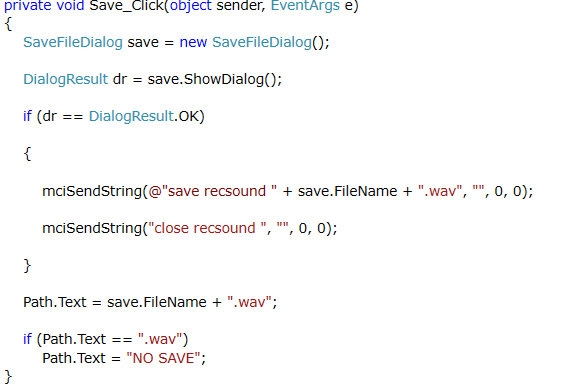 private void Save_Click(object sender, EventArgs e)
{
SaveFileDialog save = new SaveFileDialog();
DialogResult dr = save.ShowDialog();
if (dr == DialogResult.OK)
{
mciSendString(@"save recsound " + save.FileName + ".wav", "", 0, 0);
mciSendString("close recsound ", "", 0, 0);
}
Path.Text = save.FileName + ".wav";
if (Path.Text == ".wav")
Path.Text = "NO SAVE";
}